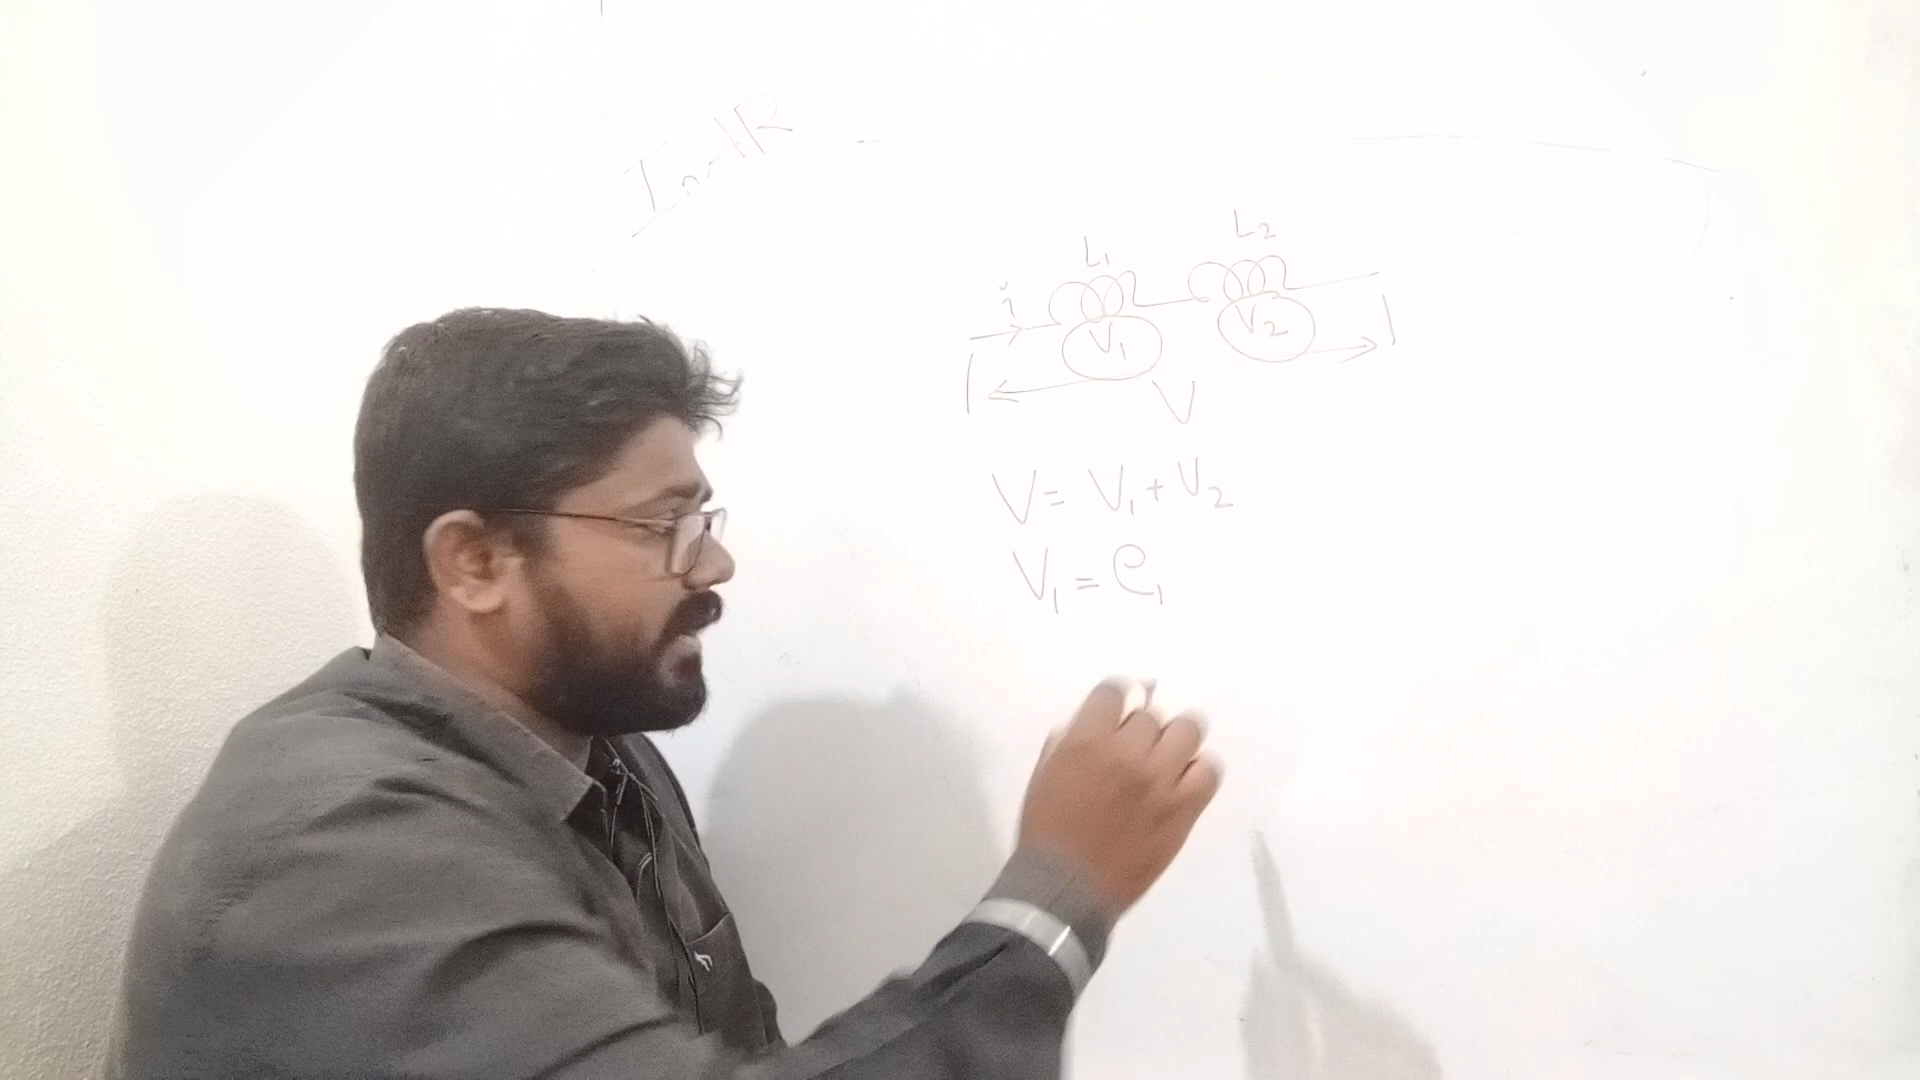 L₁ L₂
i
V₁ V₂
V
V = V₁ + V₂
V₁ = e₁